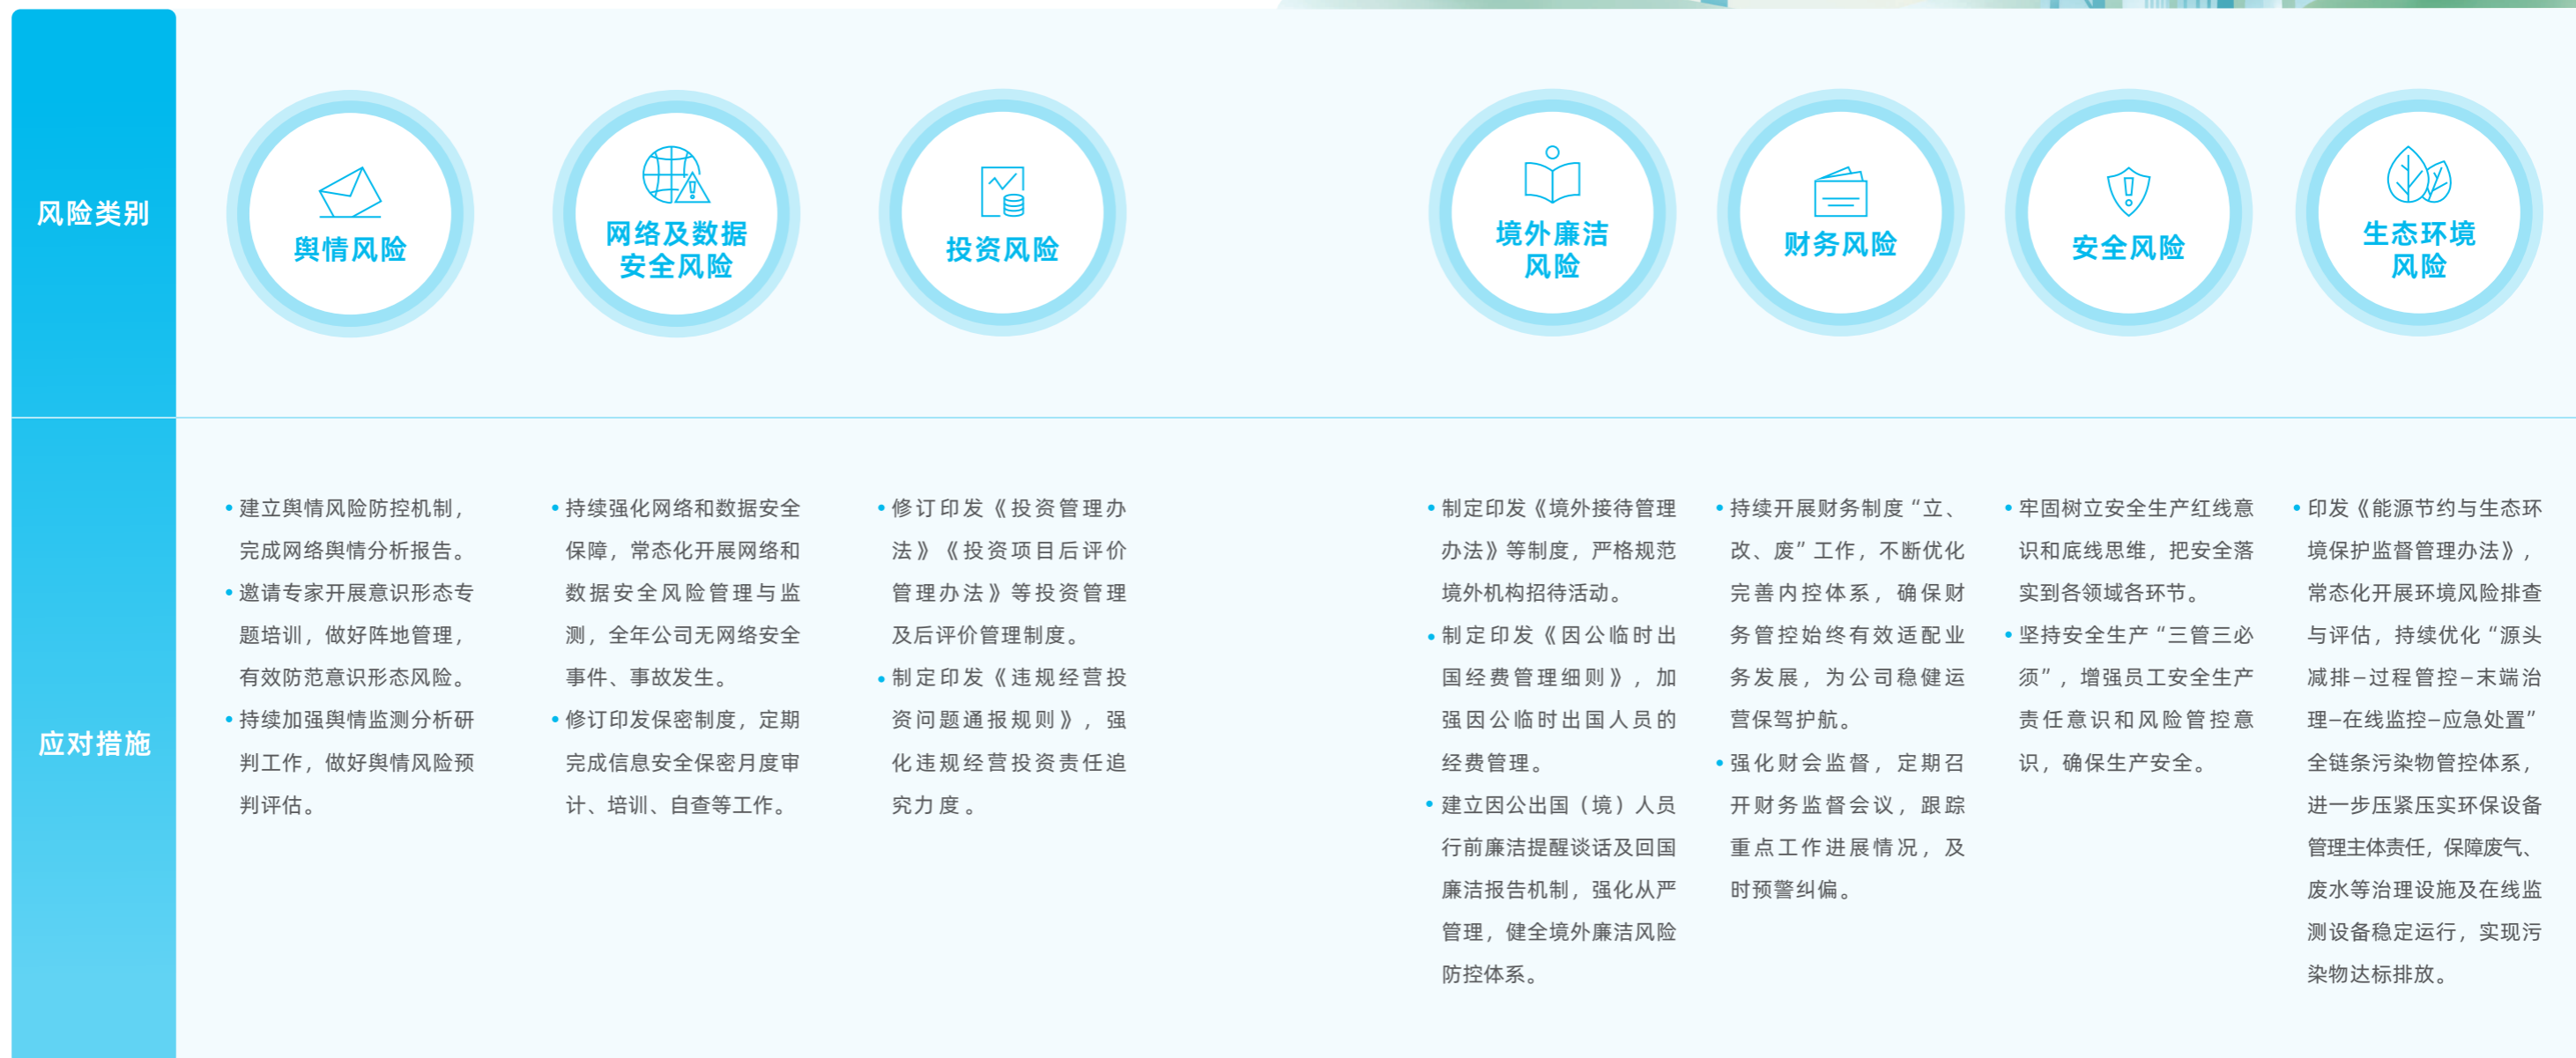 风险类别
舆情风险
网络及数据
安全风险
投资风险
境外廉洁
风险
财务风险
安全风险
生态环境
风险
应对措施
•建立舆情风险防控机制，
完成网络舆情分析报告。
•邀请专家开展意识形态专
题培训，做好阵地管理，
有效防范意识形态风险。
•持续加强舆情监测分析研
判工作，做好舆情风险预
判评估。
•持续强化网络和数据安全
保障，常态化开展网络和
数据安全风险管理与监
测，全年公司无网络安全
事件、事故发生。
•修订印发保密制度，定期
完成信息安全保密月度审
计、培训、自查等工作。
•修订印发《投资管理办
法》《投资项目后评价
管理办法》等投资管理
及后评价管理制度。
•制定印发《违规经营投
资问题通报规则》，强
化违规经营投资责任追
究力度。
•制定印发《境外接待管理
办法》等制度，严格规范
境外机构招待活动。
•制定印发《因公临时出
国经费管理细则》，加
强因公临时出国人员的
经费管理。
•建立因公出国（境）人员
行前廉洁提醒谈话及回国
廉洁报告机制，强化从严
管理，健全境外廉洁风险
防控体系。
•持续开展财务制度“立、
改、废”工作，不断优化
完善内控体系，确保财
务管控始终有效适配业
务发展，为公司稳健运
营保驾护航。
•强化财会监督，定期召
开财务监督会议，跟踪
重点工作进展情况，及
时预警纠偏。
•牢固树立安全生产红线意
识和底线思维，把安全落
实到各领域各环节。
•坚持安全生产“三管三必
须”，增强员工安全生产
责任意识和风险管控意
识，确保生产安全。
•印发《能源节约与生态环
境保护监督管理办法》，
常态化开展环境风险排查
与评估，持续优化“源头
减排–过程管控–末端治
理–在线监控–应急处置”
全链条污染物管控体系，
进一步压紧压实环保设备
管理主体责任，保障废气、
废水等治理设施及在线监
测设备稳定运行，实现污
染物达标排放。